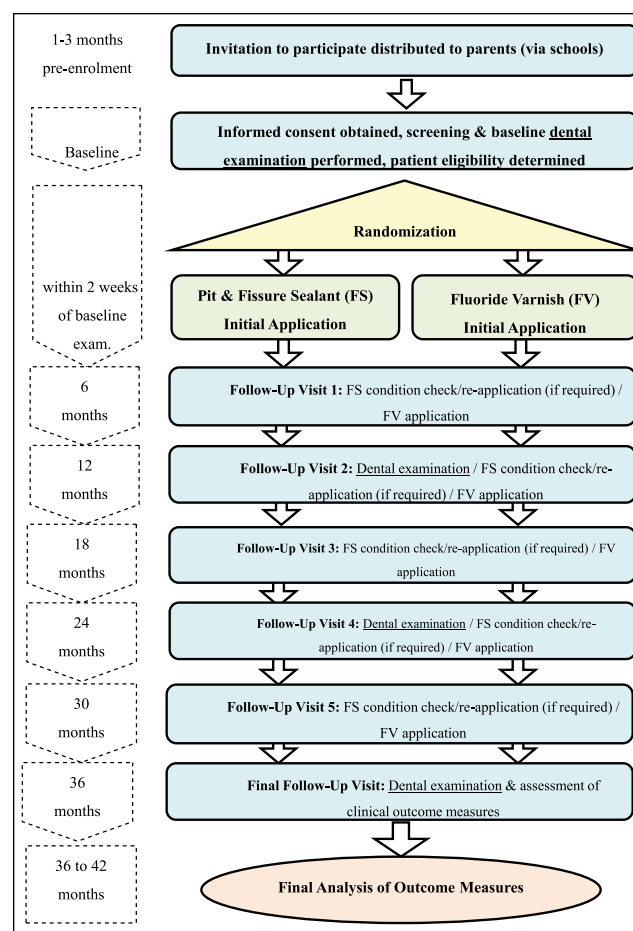 1-3 months
pre-enrolment
Invitation to participate distributed to parents (via schools)
Baseline
Informed consent obtained, screening & baseline dental
examination performed, patient eligibility determined
Randomization
within 2 weeks
of baseline
exam.
Pit & Fissure Sealant (FS)
Initial Application
Fluoride Varnish (FV)
Initial Application
6
months
Follow-Up Visit 1: FS condition check/re-application (if required) /
FV application
12
months
Follow-Up Visit 2: Dental examination / FS condition check/re-
application (if required) / FV application
18
months
Follow-Up Visit 3: FS condition check/re-application (if required) / FV
application
24
months
Follow-Up Visit 4: Dental examination / FS condition check/re-
application (if required) / FV application
30
months
Follow-Up Visit 5: FS condition check/re-application (if required) /
FV application
36
months
Final Follow-Up Visit: Dental examination & assessment of
clinical outcome measures
36 to 42
months
Final Analysis of Outcome Measures